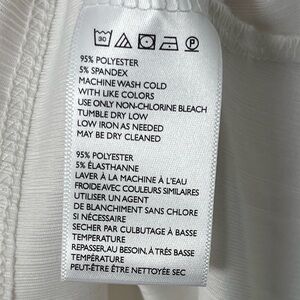 95% POLYESTER
5% SPANDEX
MACHINE WASH COLD
WITH LIKE COLORS
USE ONLY NON-CHLORINE BLEACH
TUMBLE DRY LOW
LOW IRON AS NEEDED
MAY BE DRY CLEANED
95% POLYESTER
5% ÉLASTHANNE
LAVER À LA MACHINE À L'EAU
FROIDE AVEC COULEURS SIMILAIRES
UTILISER UN AGENT
DE BLANCHIMENT SANS CHLORE
SI NÉCESSAIRE
SECHER PAR CULBUTAGE À BASSE
TEMPERATURE
REPASSER, AU BESOIN, À TRÈS BASSE
TEMPÉRATURE
PEUT-ÊTRE ÊTRE NETTOYÉE SEC